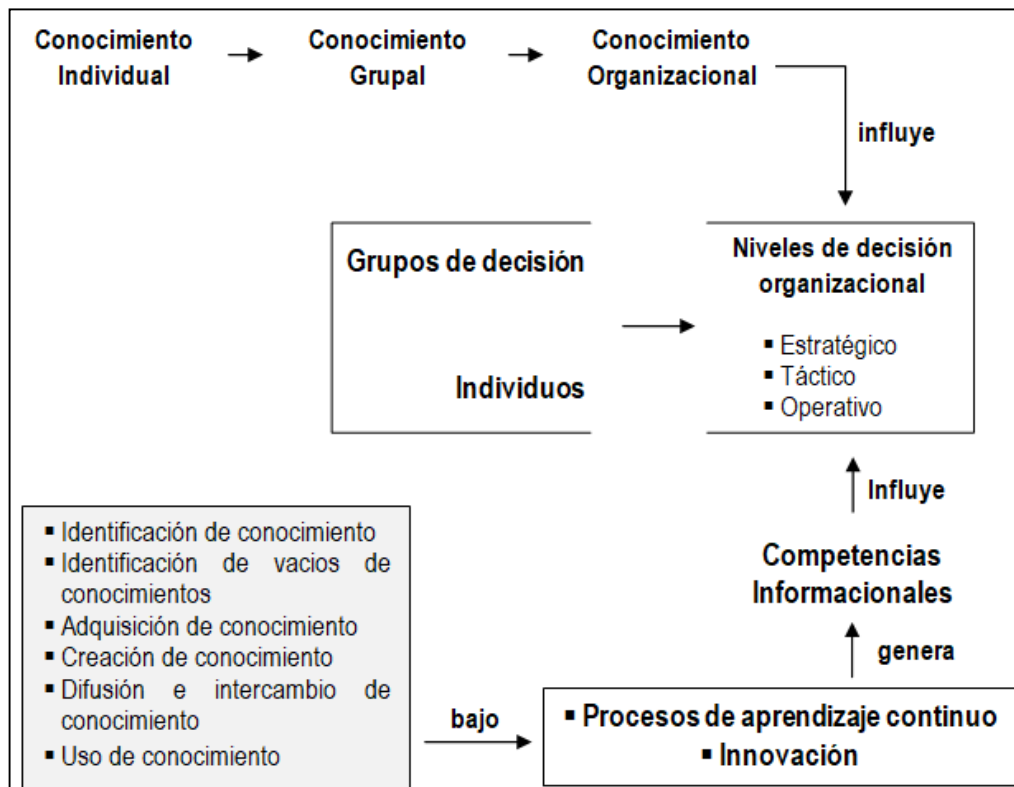 Conocimiento Individual
Conocimiento Grupal
Conocimiento Organizacional
influye
Grupos de decisión
Individuos
Niveles de decisión
organizacional
▪ Estratégico
▪ Táctico
▪ Operativo
Influye
Competencias
Informacionales
genera
▪ Identificación de conocimiento
▪ Identificación de vacios de
conocimientos
▪ Adquisición de conocimiento
▪ Creación de conocimiento
▪ Difusión e intercambio de
conocimiento
▪ Uso de conocimiento
bajo
▪ Procesos de aprendizaje continuo
▪ Innovación